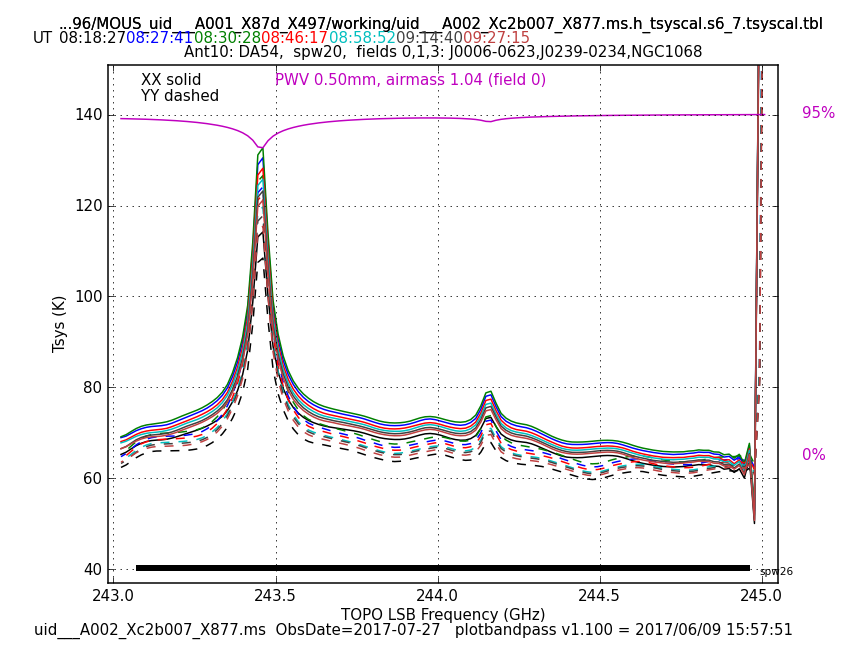 ...96/MOUS_uid___A001_X87d_X497/working/uid___A002_Xc2b007_X877.ms.h_tsyscal.s6_7.tsyscal.tbl
UT 08:18:27 08:27:41 08:30:28 08:46:17 08:58:52 09:14:40 09:27:15
Ant10: DA54,  spw20,  fields 0,1,3: J0006-0623,J0239-0234,NGC1068
XX solid
PWV 0.50mm, airmass 1.04 (field 0)
YY dashed
140
95%
120
100
Tsys (K)
80
60
0%
40
spw26
243.0 243.5 244.0 244.5 245.0
TOPO LSB Frequency (GHz)
uid___A002_Xc2b007_X877.ms  ObsDate=2017-07-27   plotbandpass v1.100 = 2017/06/09 15:57:51